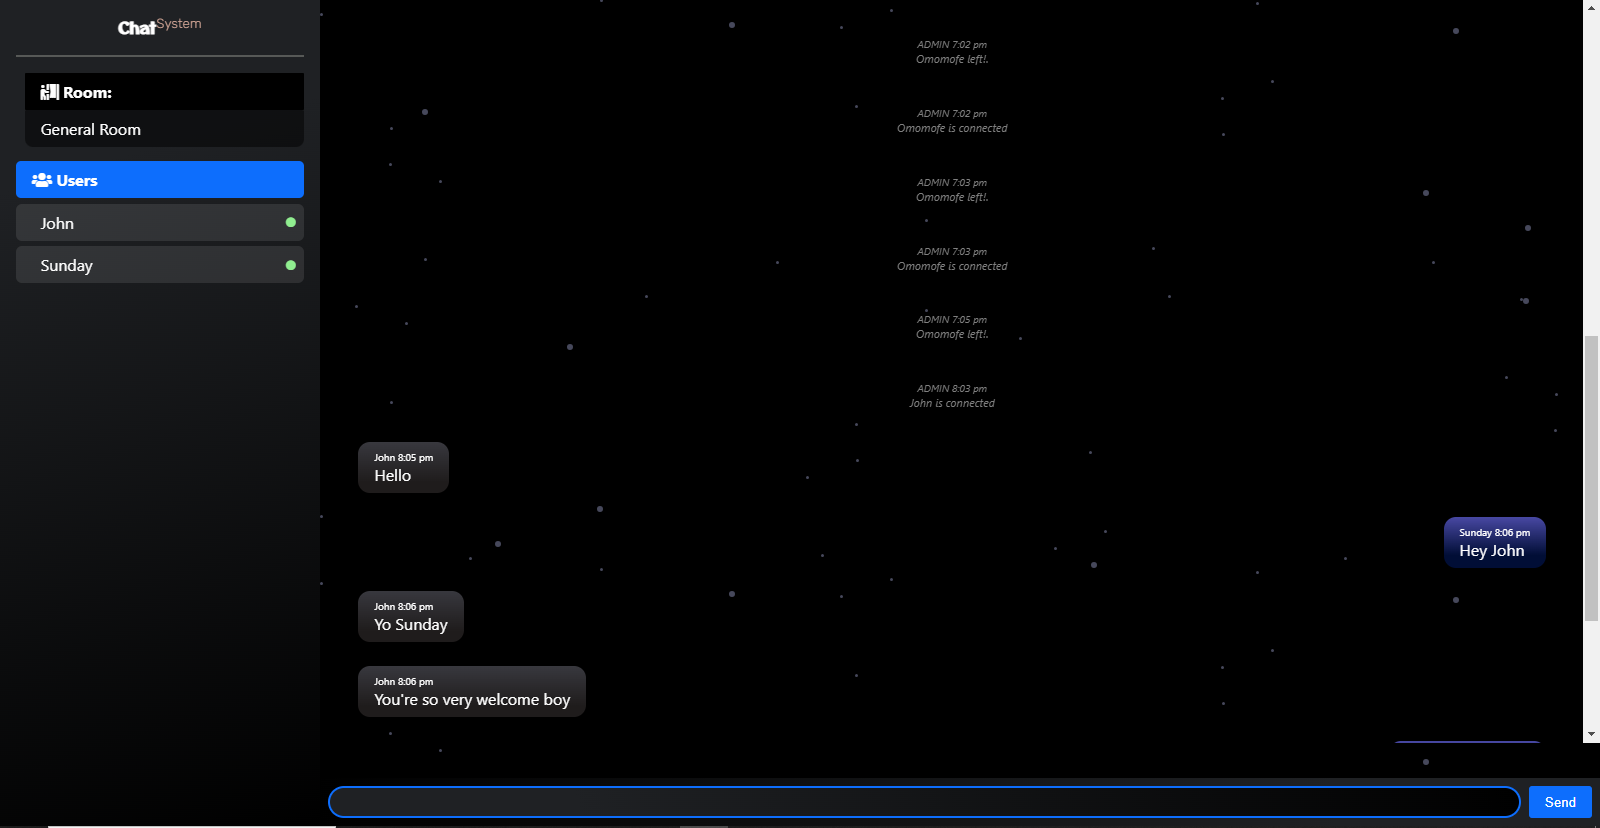 ChatSystem
Room:
General Room
Users
John
Sunday
ADMIN 7:02 pm
Omomofe left!.
ADMIN 7:02 pm
Omomofe is connected
ADMIN 7:03 pm
Omomofe left!.
ADMIN 7:03 pm
Omomofe is connected
ADMIN 7:05 pm
Omomofe left!.
ADMIN 8:03 pm
John is connected
John 8:05 pm
Hello
Sunday 8:06 pm
Hey John
John 8:06 pm
Yo Sunday
John 8:06 pm
You're so very welcome boy
Send